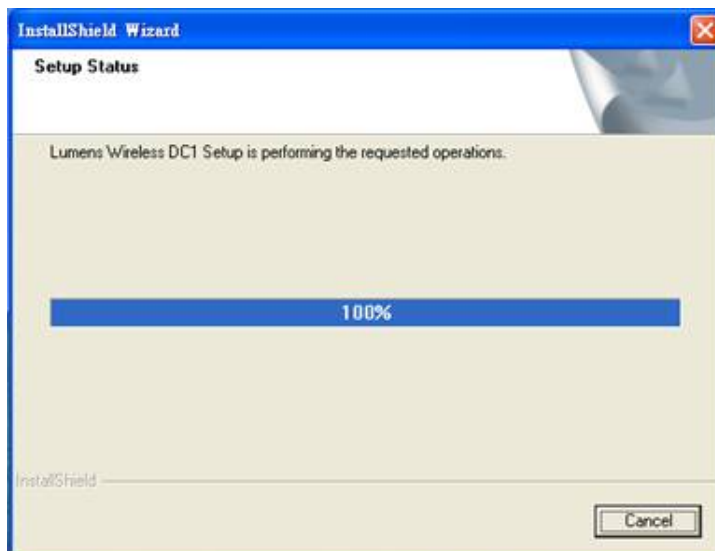 InstallShield Wizard
Setup Status
Lumens Wireless DC1 Setup is performing the requested operations.
100%
InstallShield
Cancel